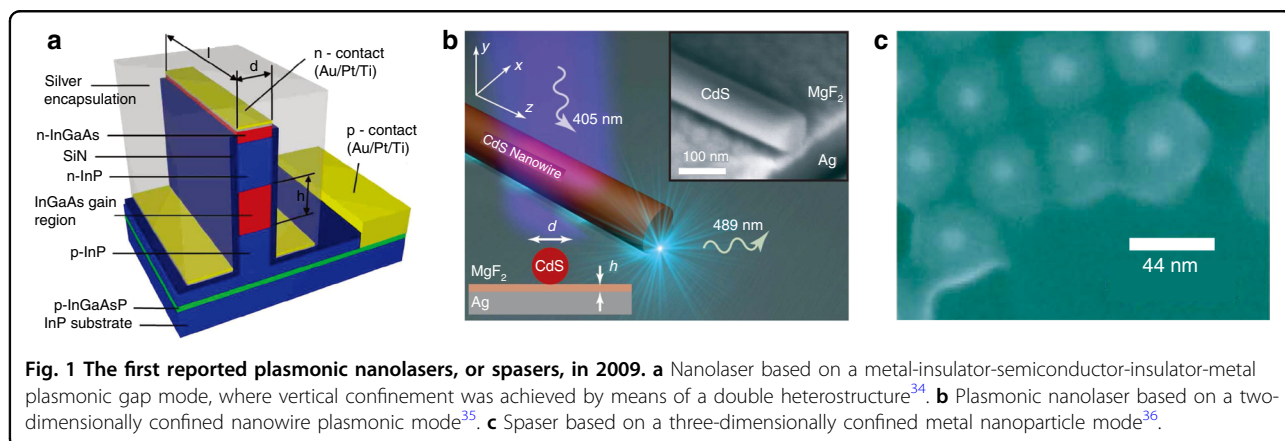 a
l
d
n - contact
(Au/Pt/Ti)
Silver
encapsulation
n-InGaAs
SiN
n-InP
InGaAs gain
region
p-InP
p-InGaAsP
InP substrate
h
p - contact
(Au/Pt/Ti)
b
y
x
z
405 nm
CdS Nanowire
CdS
MgF₂
Ag
100 nm
489 nm
d
CdS
MgF₂
h
Ag
c
44 nm
Fig. 1 The first reported plasmonic nanolasers, or spasers, in 2009. a Nanolaser based on a metal-insulator-semiconductor-insulator-metal
plasmonic gap mode, where vertical confinement was achieved by means of a double heterostructure³⁴. b Plasmonic nanolaser based on a two-
dimensionally confined nanowire plasmonic mode³⁵. c Spaser based on a three-dimensionally confined metal nanoparticle mode³⁶.